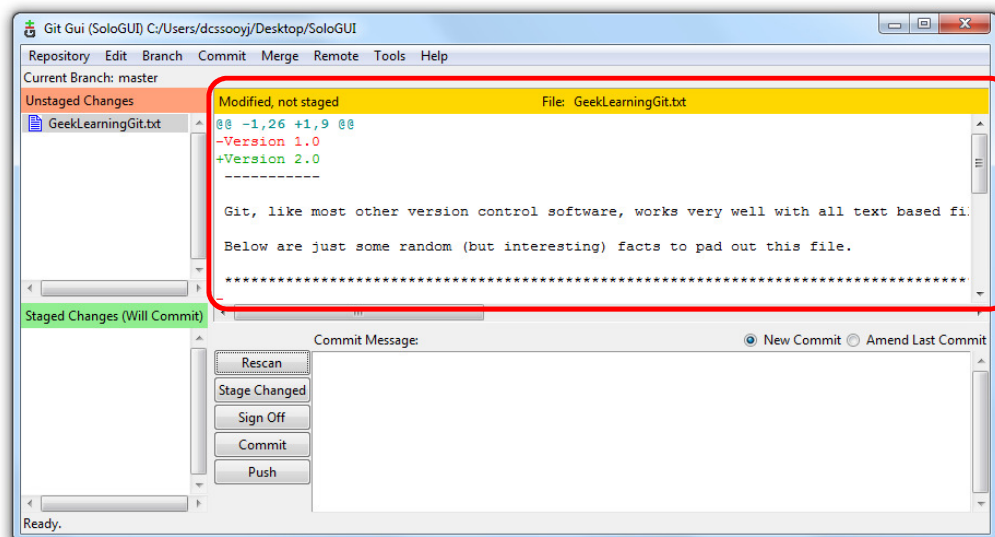 Git Gui (SoloGUI) C:/Users/dcssooyj/Desktop/SoloGUI
Repository Edit Branch Commit Merge Remote Tools Help
Current Branch: master
Unstaged Changes
GeekLearningGit.txt
Modified, not staged File: GeekLearningGit.txt
@@ -1,26 +1,9 @@
-Version 1.0
+Version 2.0
-----------
Git, like most other version control software, works very well with all text based
Below are just some random (but interesting) facts to pad out this file.
**************************************************************************************
-
Staged Changes (Will Commit)
Commit Message:
New Commit Amend Last Commit
Rescan
Stage Changed
Sign Off
Commit
Push
Ready.